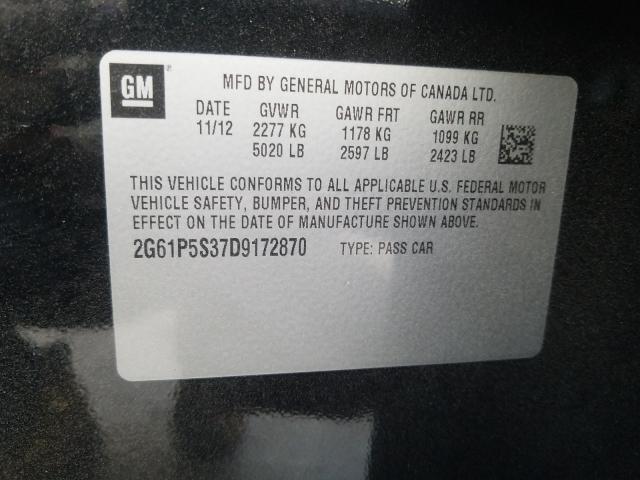 GM ®
MFD BY GENERAL MOTORS OF CANADA LTD.
DATE GVWR GAWR FRT GAWR RR
11/12 2277 KG 1178 KG 1099 KG
5020 LB 2597 LB 2423 LB
THIS VEHICLE CONFORMS TO ALL APPLICABLE U.S. FEDERAL MOTOR
VEHICLE SAFETY, BUMPER, AND THEFT PREVENTION STANDARDS IN
EFFECT ON THE DATE OF MANUFACTURE SHOWN ABOVE.
2G61P5S37D9172870 TYPE: PASS CAR